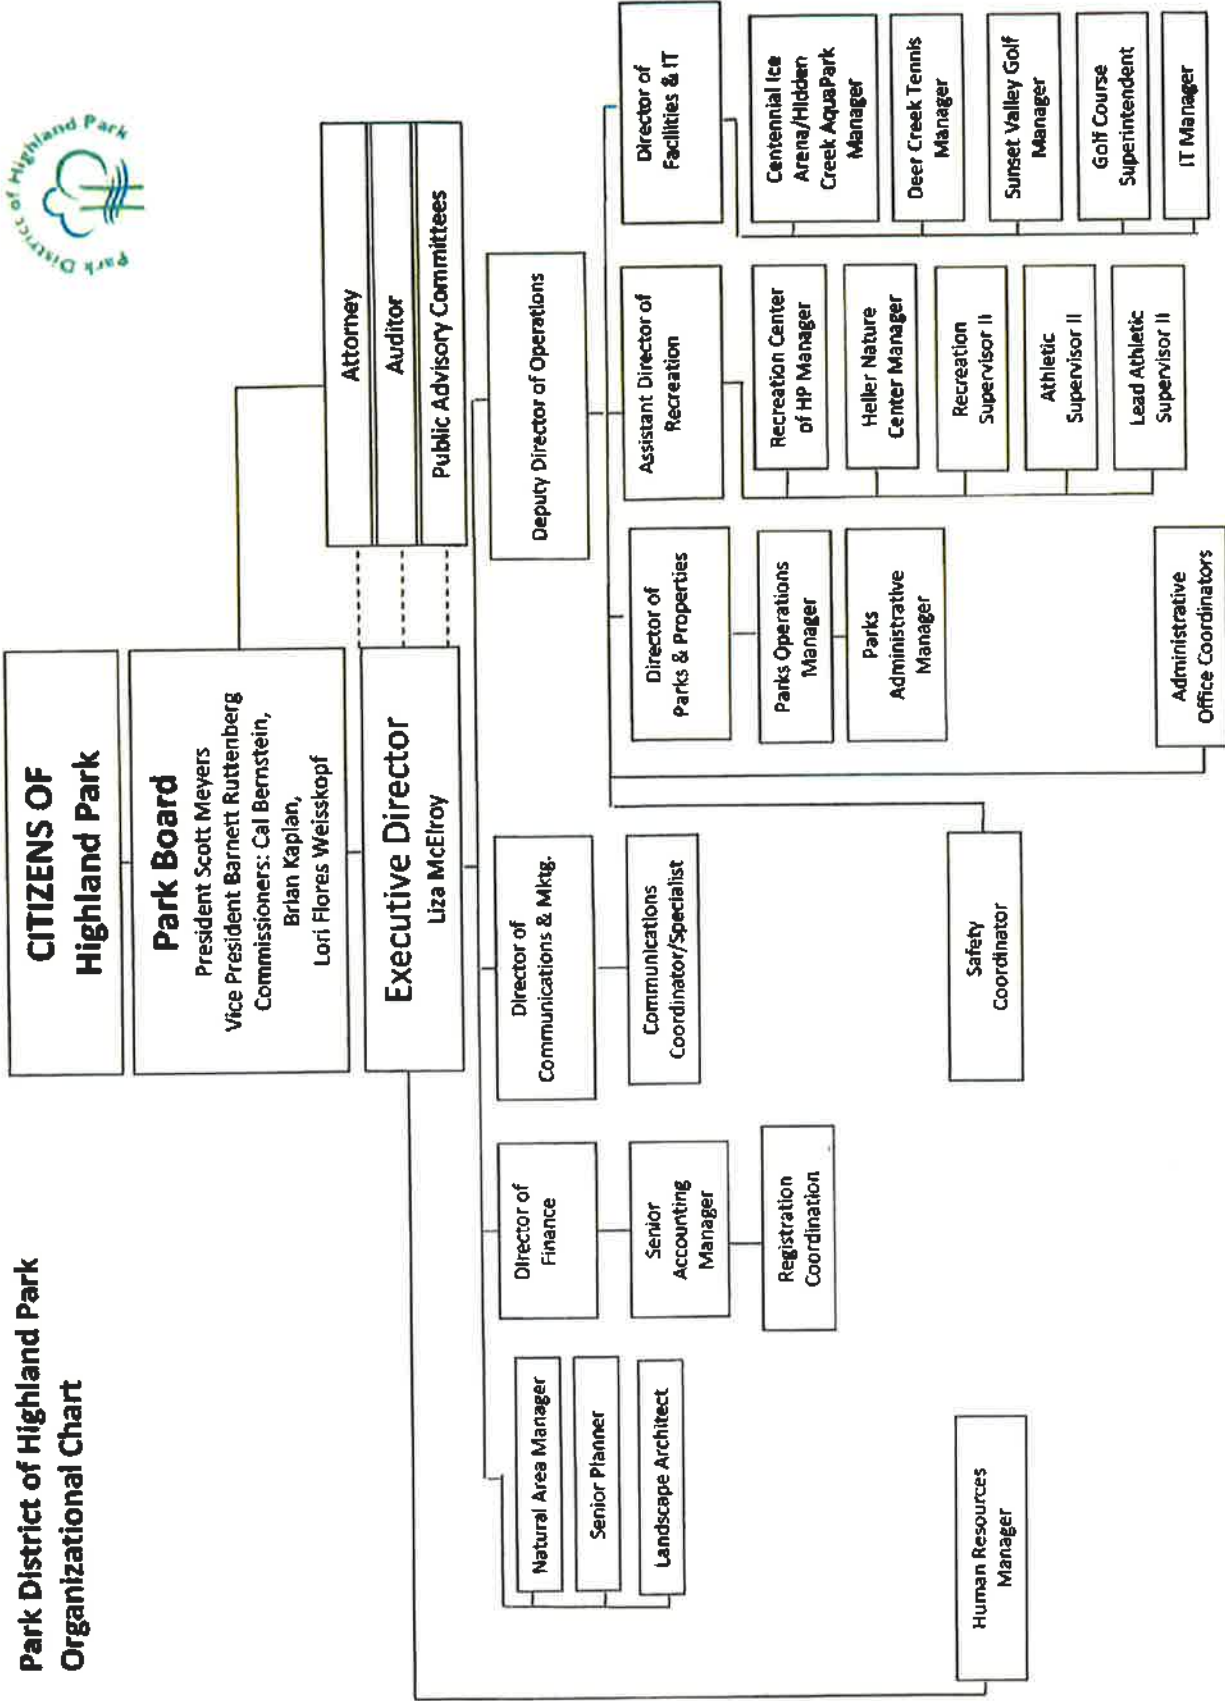 Park District of Highland Park
Organizational Chart
Park District of Highland Park
CITIZENS OF
Highland Park
Park Board
President Scott Meyers
Vice President Barnett Ruttenberg
Commissioners: Cal Bernstein,
Brian Kaplan,
Lori Flores Weisskopf
Executive Director
Liza McElroy
Attorney
Auditor
Public Advisory Committees
Natural Area Manager
Senior Planner
Landscape Architect
Director of
Finance
Senior
Accounting
Manager
Registration
Coordination
Director of
Communications & Mktg.
Communications
Coordinator/Specialist
Deputy Director of Operations
Director of
Parks & Properties
Parks Operations
Manager
Parks
Administrative
Manager
Assistant Director of
Recreation
Recreation Center
of HP Manager
Heller Nature
Center Manager
Recreation
Supervisor II
Athletic
Supervisor II
Lead Athletic
Supervisor II
Director of
Facilities & IT
Centennial Ice
Arena/Hidden
Creek AquaPark
Manager
Deer Creek Tennis
Manager
Sunset Valley Golf
Manager
Golf Course
Superintendent
IT Manager
Human Resources
Manager
Safety
Coordinator
Administrative
Office Coordinators